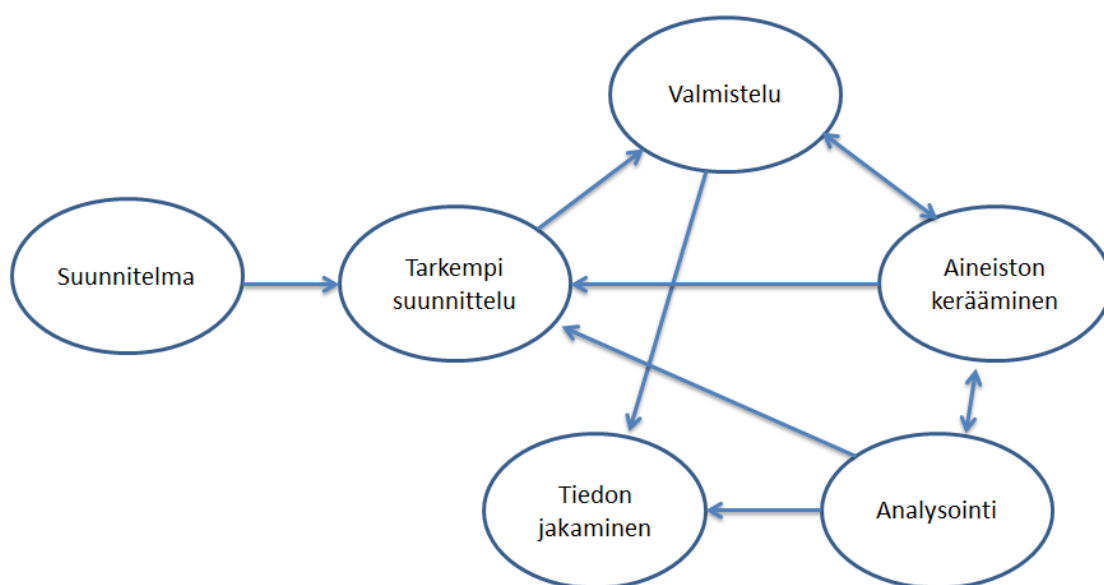 Valmistelu
Suunnitelma
Tarkempi
suunnittelu
Aineiston
kerääminen
Tiedon
jakaminen
Analysointi